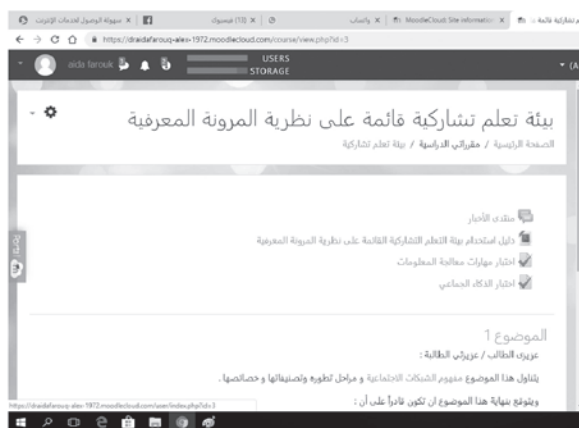 سهولة الوصول لخدمات الإنترنت
(13) فيسبوك
واتساب
MoodleCloud: Site information
https://draidafarouq-alex-1972.moodlecloud.com/course/view.php?id=3
aida farouk
USERS
STORAGE
بيئة تعلم تشاركية قائمة على نظرية المرونة المعرفية
الصفحة الرئيسية / مقرراتي الدراسية / بيئة تعلم تشاركية
منتدى الأخبار
دليل استخدام بيئة التعلم التشاركية القائمة على نظرية المرونة المعرفية
اختبار مهارات معالجة المعلومات
اختبار الذكاء الجماعي
الموضوع 1
عزيزى الطالب / عزيزتي الطالبة :
يتناول هذا الموضوع مفهوم الشبكات الاجتماعية و مراحل تطوره وتصنيفاتها و خصائصها .
ويتوقع بنهاية هذا الموضوع ان تكون قادراً على أن :
https://draidafarouq-alex-1972.moodlecloud.com/user/index.php?id=3